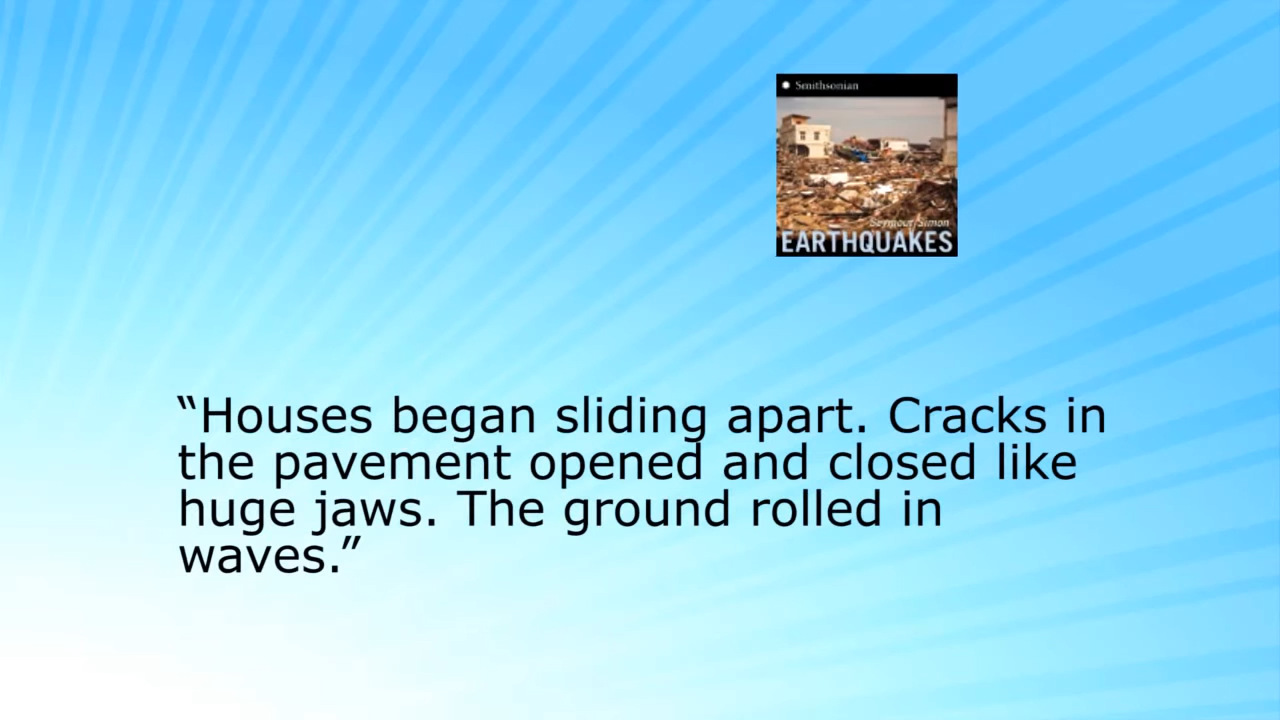 Smithsonian
Seymour Simon
EARTHQUAKES
“Houses began sliding apart. Cracks in
the pavement opened and closed like
huge jaws. The ground rolled in
waves.”